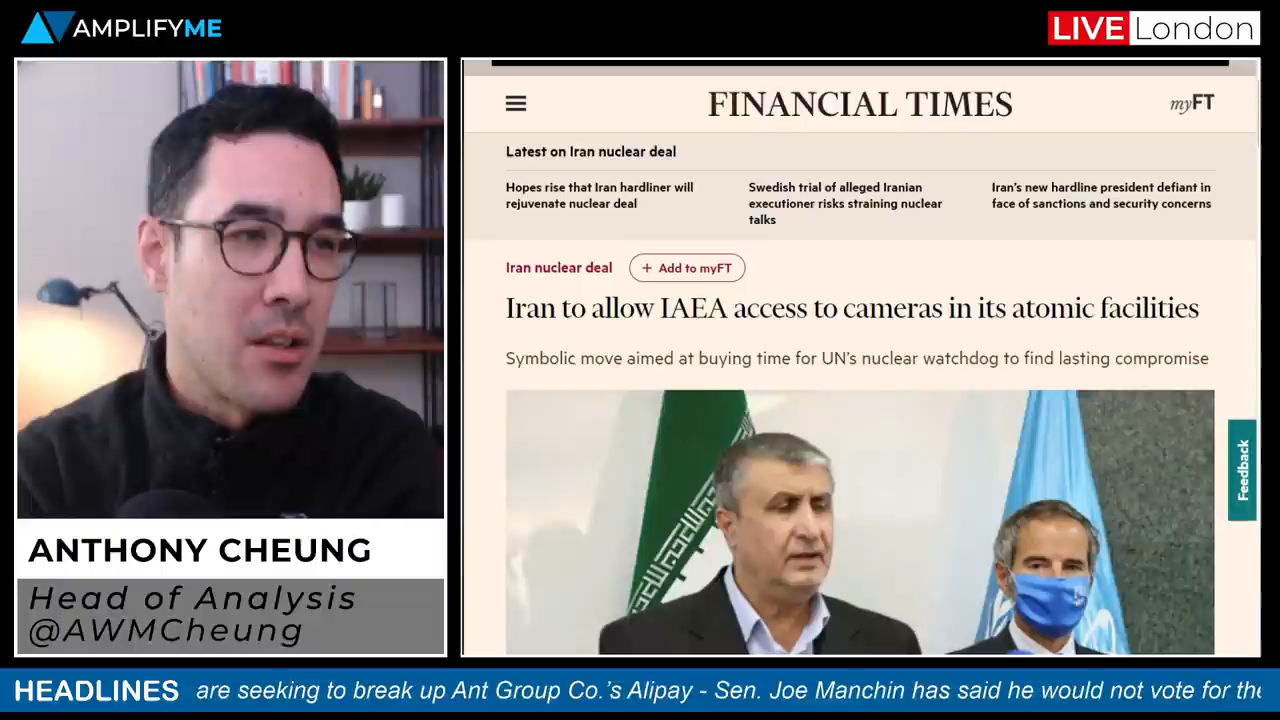 AMPLIFYME
LIVE London
FINANCIAL TIMES
myFT
Latest on Iran nuclear deal
Hopes rise that Iran hardliner will
rejuvenate nuclear deal
Swedish trial of alleged Iranian
executioner risks straining nuclear
talks
Iran's new hardline president defiant in
face of sanctions and security concerns
Iran nuclear deal
+ Add to myFT
Iran to allow IAEA access to cameras in its atomic facilities
Symbolic move aimed at buying time for UN's nuclear watchdog to find lasting compromise
Feedback
ANTHONY CHEUNG
Head of Analysis
@AWMCheung
HEADLINES are seeking to break up Ant Group Co.'s Alipay - Sen. Joe Manchin has said he would not vote for the